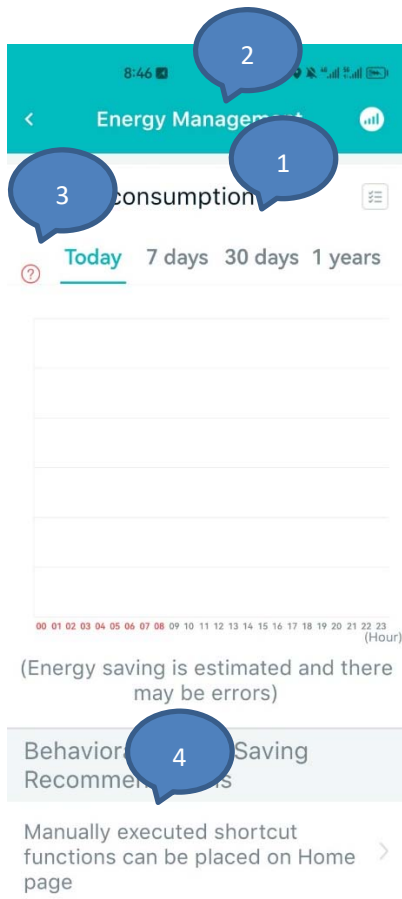 2
8:46
Energy Management
1
3
consumption
Today 7 days 30 days 1 years
?
00 01 02 03 04 05 06 07 08 09 10 11 12 13 14 15 16 17 18 19 20 21 22 23
(Hour)
(Energy saving is estimated and there
may be errors)
4
Saving
Manually executed shortcut
functions can be placed on Home
page